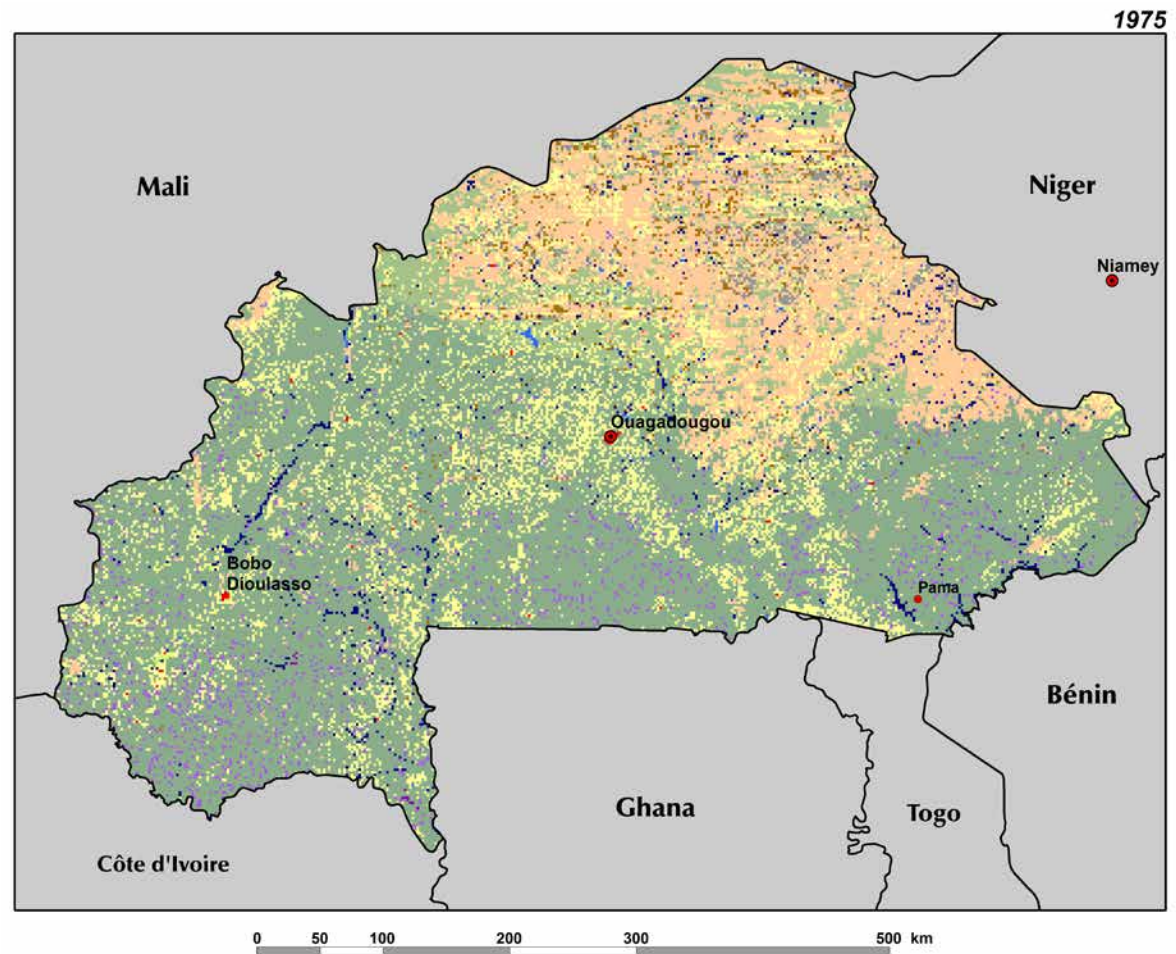 1975
Mali
Niger
Niamey
Ouagadougou
Bobo
Dioulasso
Pama
Bénin
Ghana
Togo
Côte d'Ivoire
0 50 100 200 300 500 km